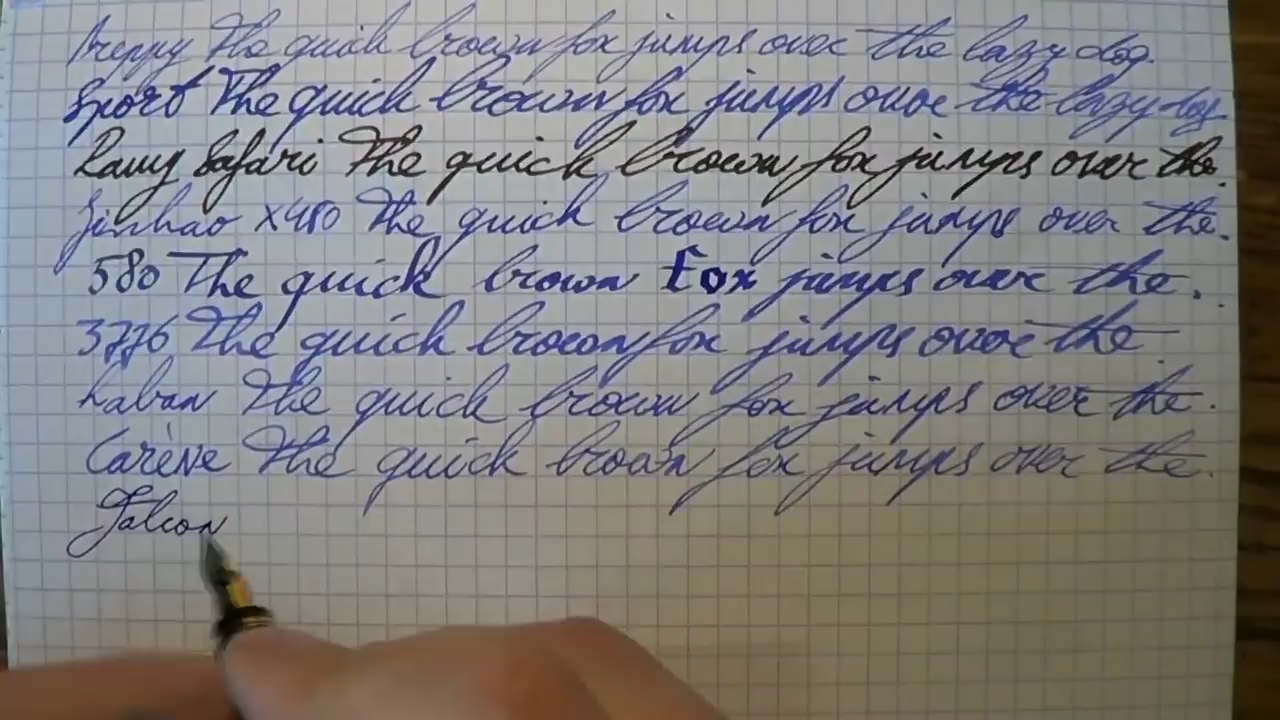 Preppy The quick brown fox jumps over the lazy dog.
Sport The quick brown fox jumps over the lazy dog
Lamy Safari The quick brown fox jumps over the.
Jinhao x450 The quick brown fox jumps over the.
580 The quick brown fox jumps over the.
3776 The quick brown fox jumps over the.
Laban The quick brown fox jumps over the.
Carène The quick brown fox jumps over the.
Falcon